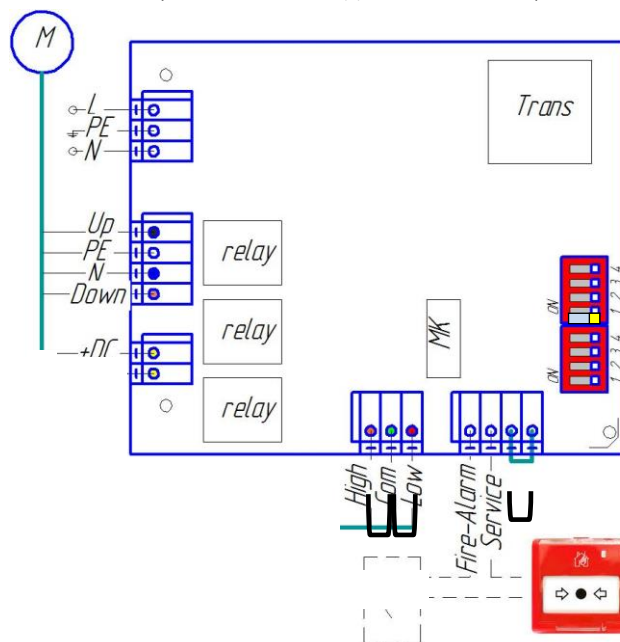 M
L
PE
N
Trans
Up
PE
N
Down
relay
relay
relay
MK
ON
1 2 3 4
ON
1 2 3 4
High
Com
Low
Fire-Alarm
Service